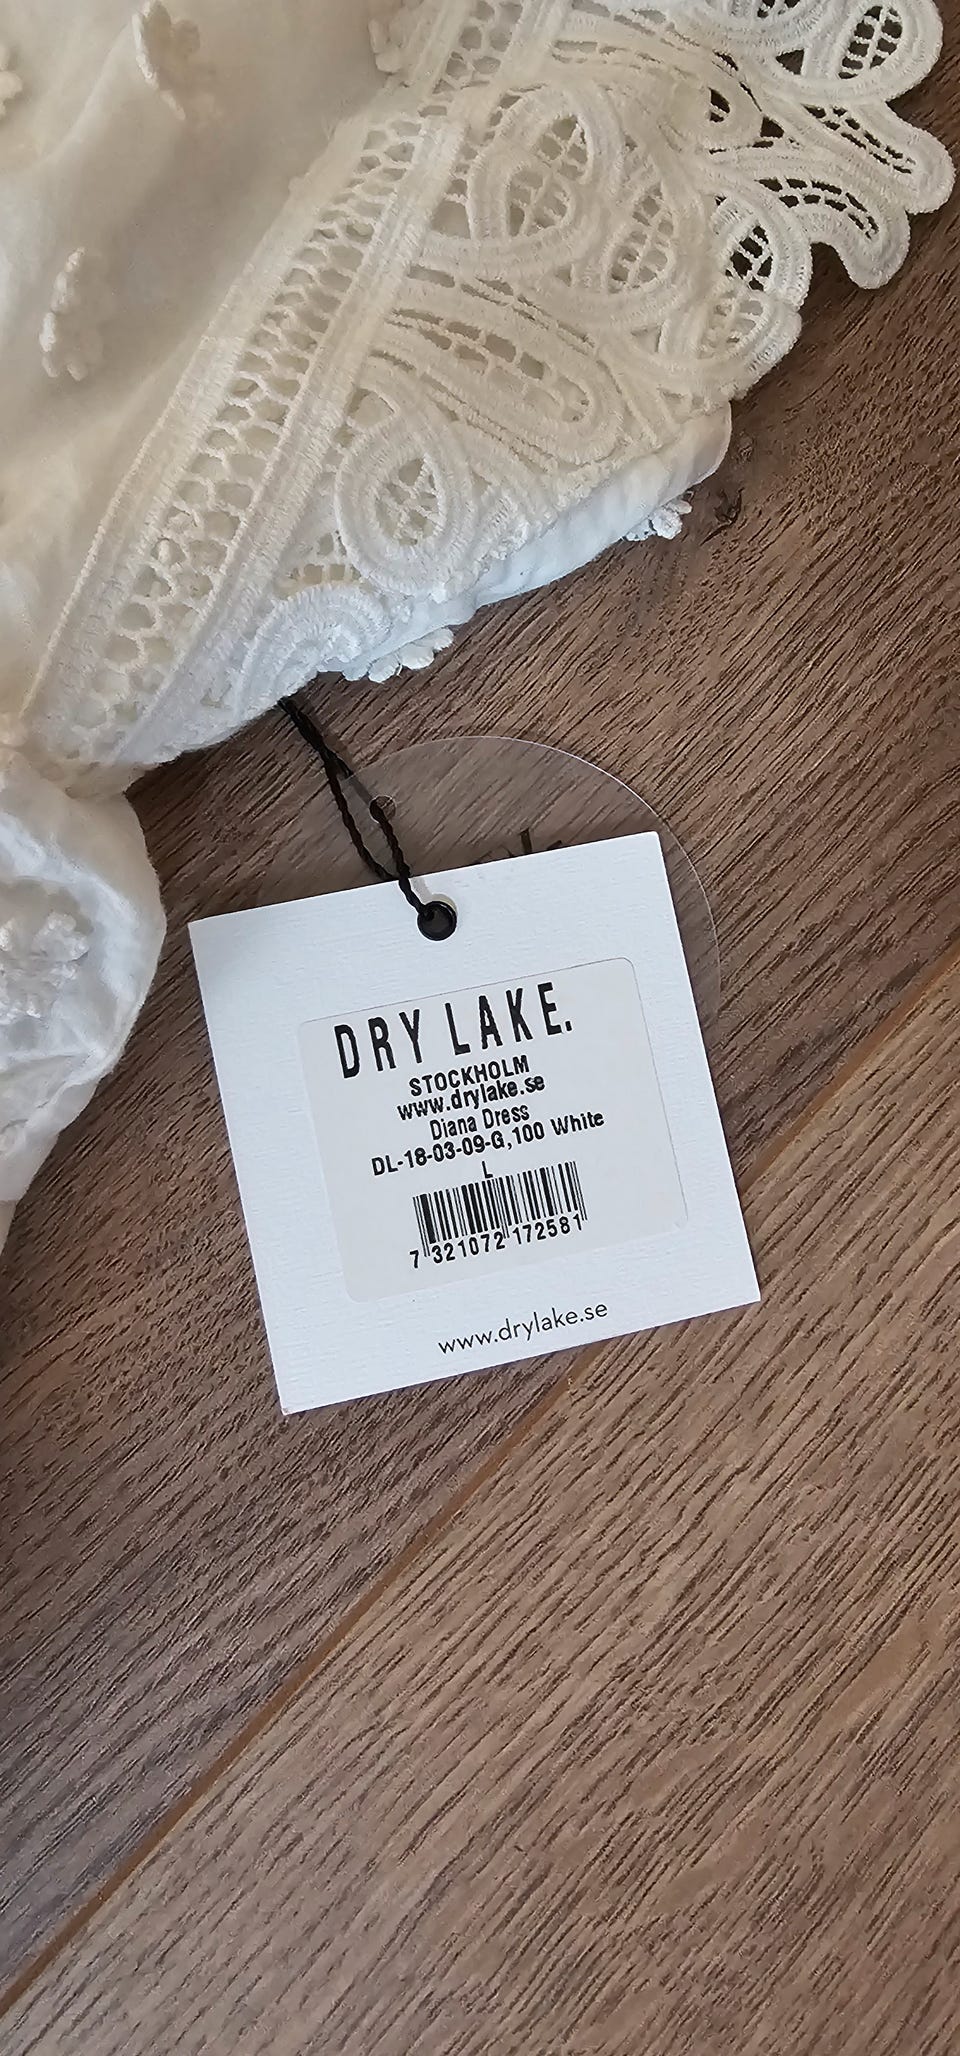 DRY LAKE.
STOCKHOLM
www.drylake.se
Diana Dress
DL-18-03-09-G,100 White
L
7 321072 172581
www.drylake.se